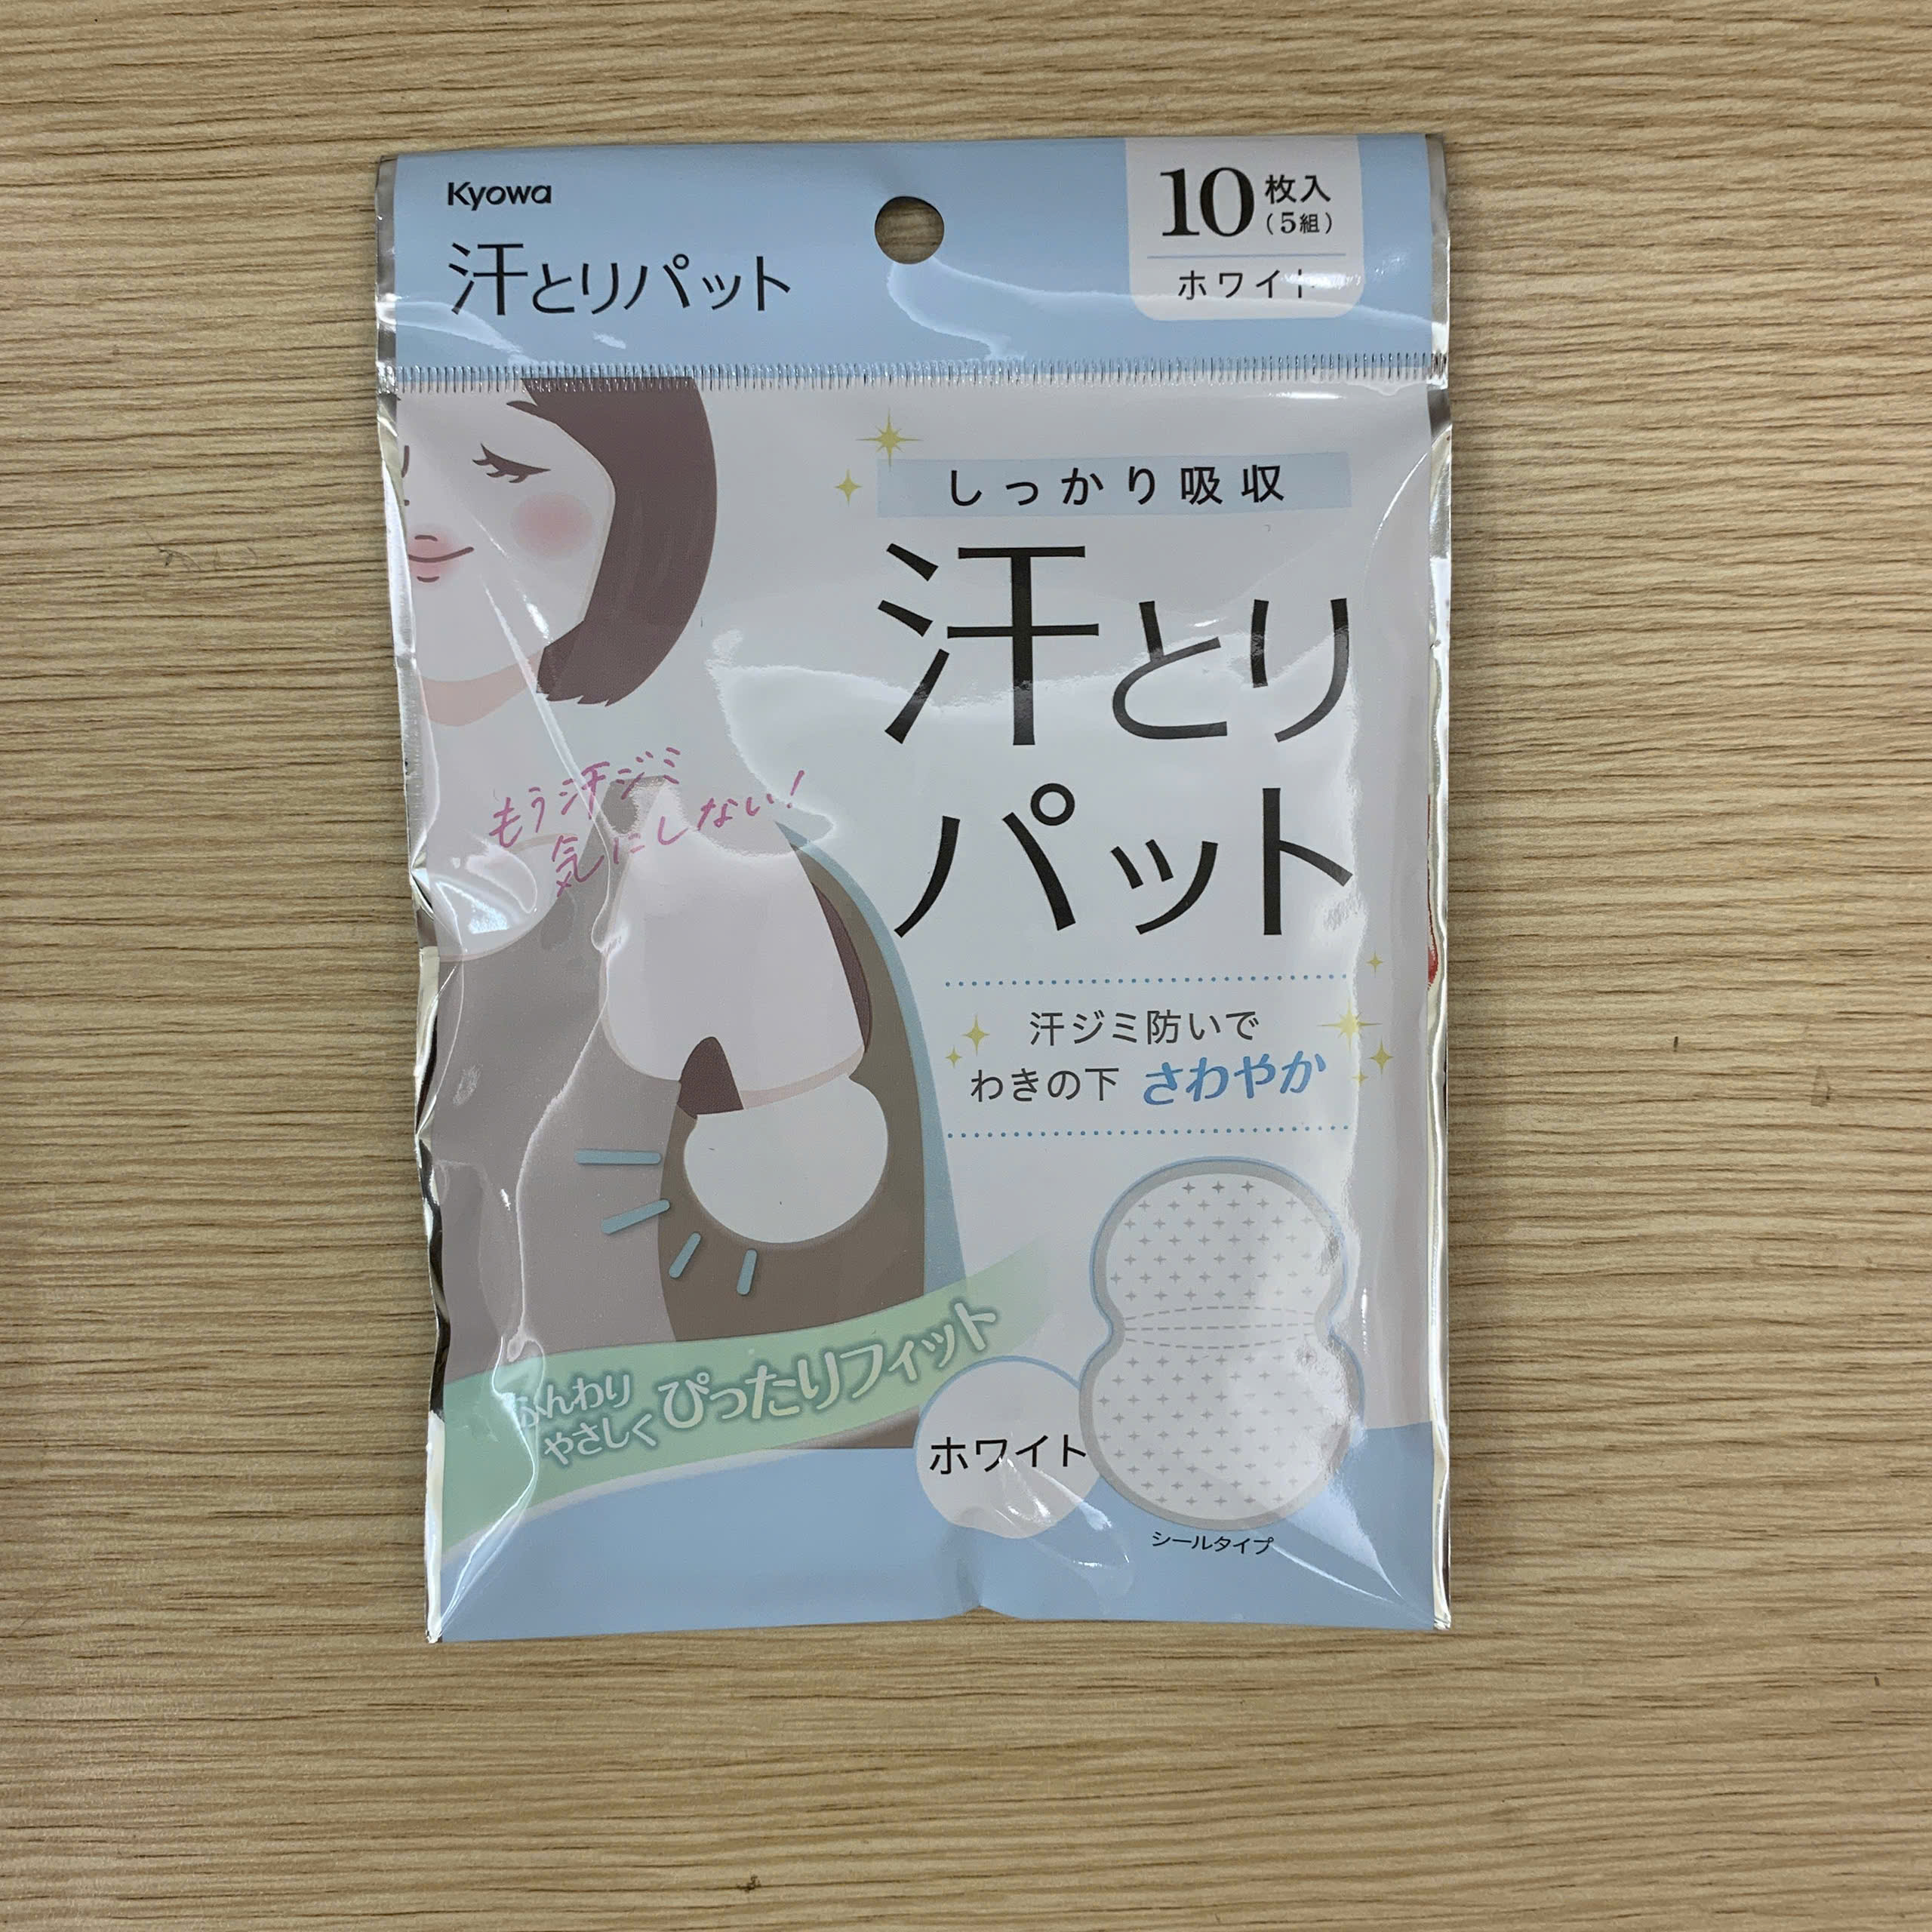 Kyowa
汗とりパット
10枚入
(5組)
ホワイト
しっかり吸収
汗とり
パット
もう汗ジミ
気にしない!
汗ジミ防いで
わきの下 さわやか
ふんわり
やさしく ぴったりフィット
ホワイト
シールタイプ